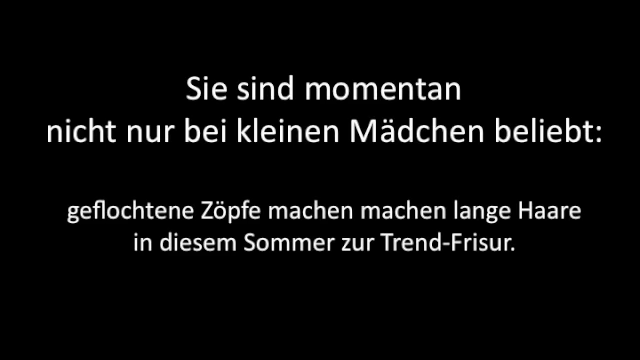 Sie sind momentan
nicht nur bei kleinen Mädchen beliebt:
geflochtene Zöpfe machen machen lange Haare
in diesem Sommer zur Trend-Frisur.